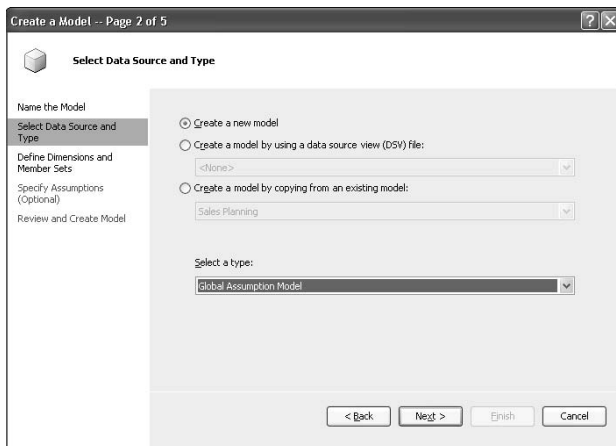 Create a Model -- Page 2 of 5
Select Data Source and Type
Name the Model
Select Data Source and
Type
Define Dimensions and
Member Sets
Specify Assumptions
(Optional)
Review and Create Model
Create a new model
Create a model by using a data source view (DSV) file:
<None>
Create a model by copying from an existing model:
Sales Planning
Select a type:
Global Assumption Model
< Back
Next >
Finish
Cancel